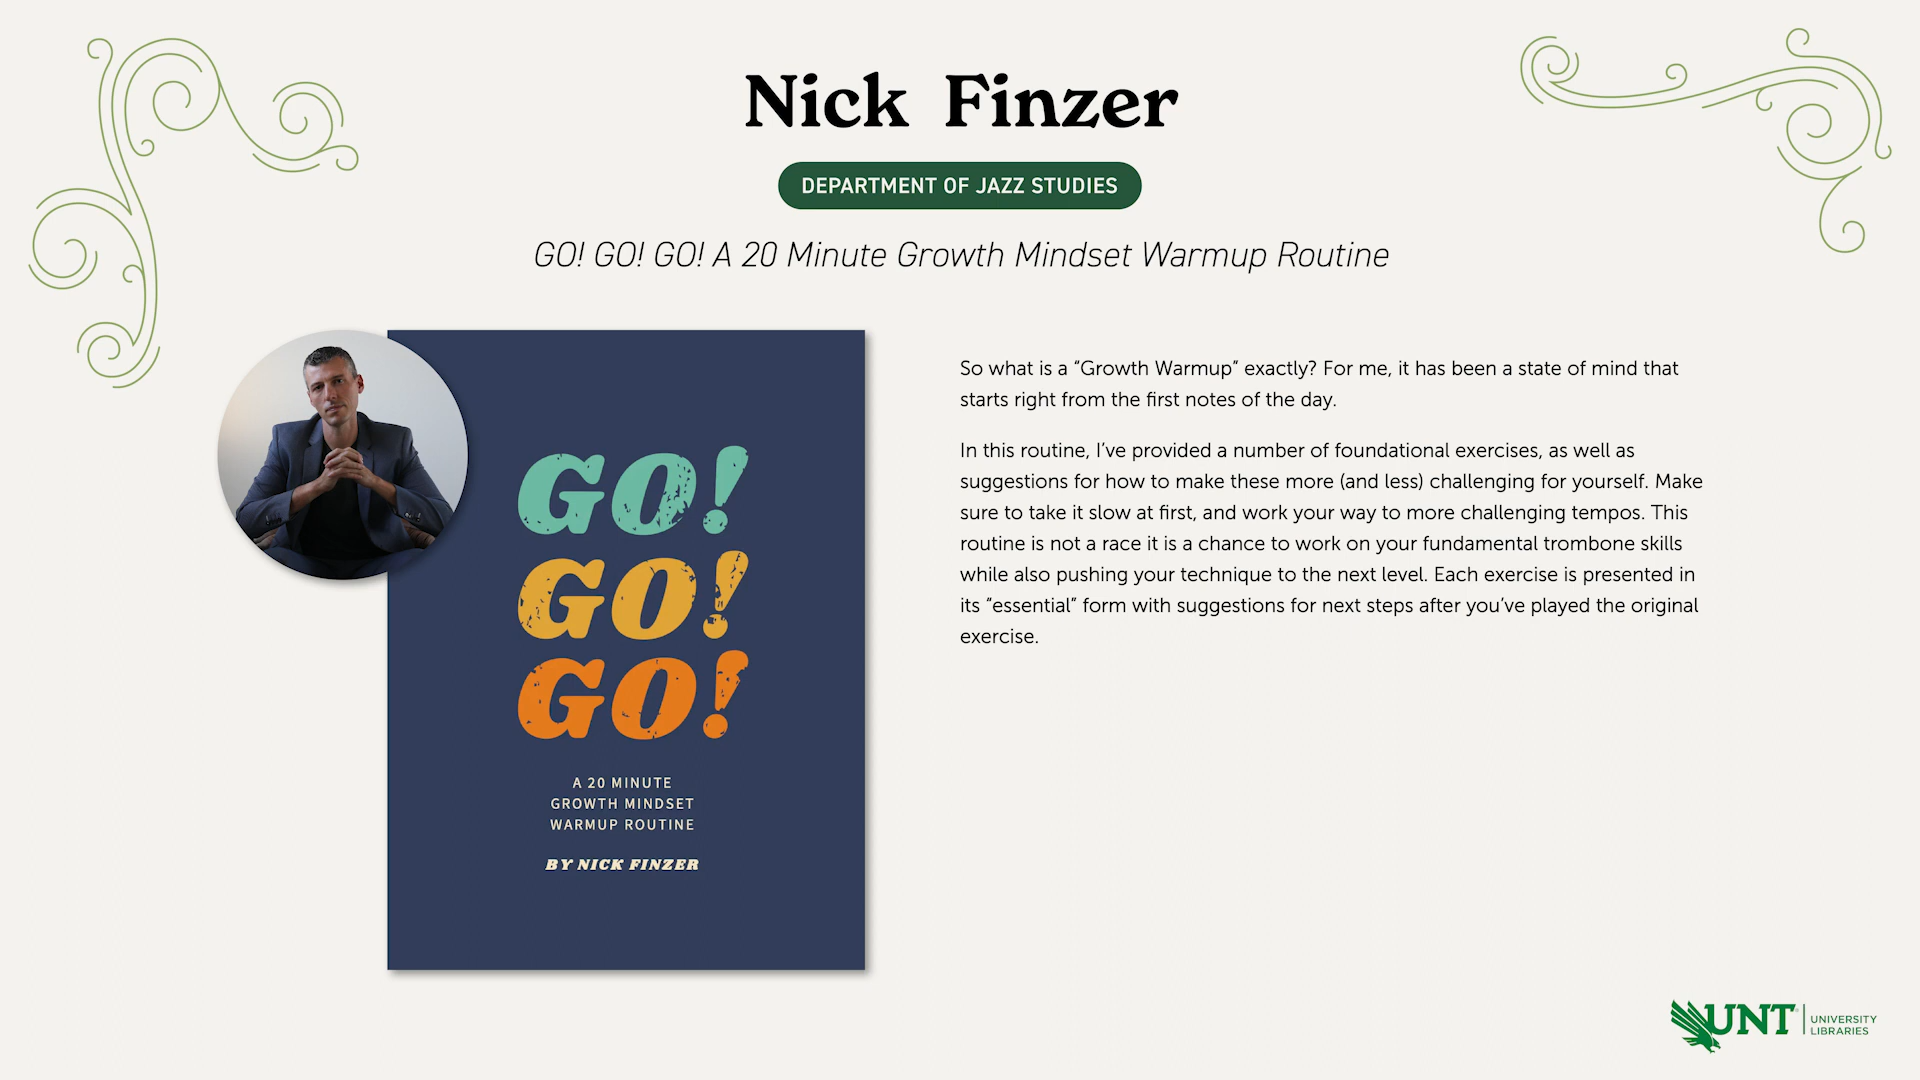 Nick Finzer
DEPARTMENT OF JAZZ STUDIES
GO! GO! GO! A 20 Minute Growth Mindset Warmup Routine
GO!
GO!
GO!
A 20 MINUTE
GROWTH MINDSET
WARMUP ROUTINE
BY NICK FINZER
So what is a “Growth Warmup” exactly? For me, it has been a state of mind that
starts right from the first notes of the day.
In this routine, I’ve provided a number of foundational exercises, as well as
suggestions for how to make these more (and less) challenging for yourself. Make
sure to take it slow at first, and work your way to more challenging tempos. This
routine is not a race it is a chance to work on your fundamental trombone skills
while also pushing your technique to the next level. Each exercise is presented in
its “essential” form with suggestions for next steps after you’ve played the original
exercise.
UNT
UNIVERSITY
LIBRARIES